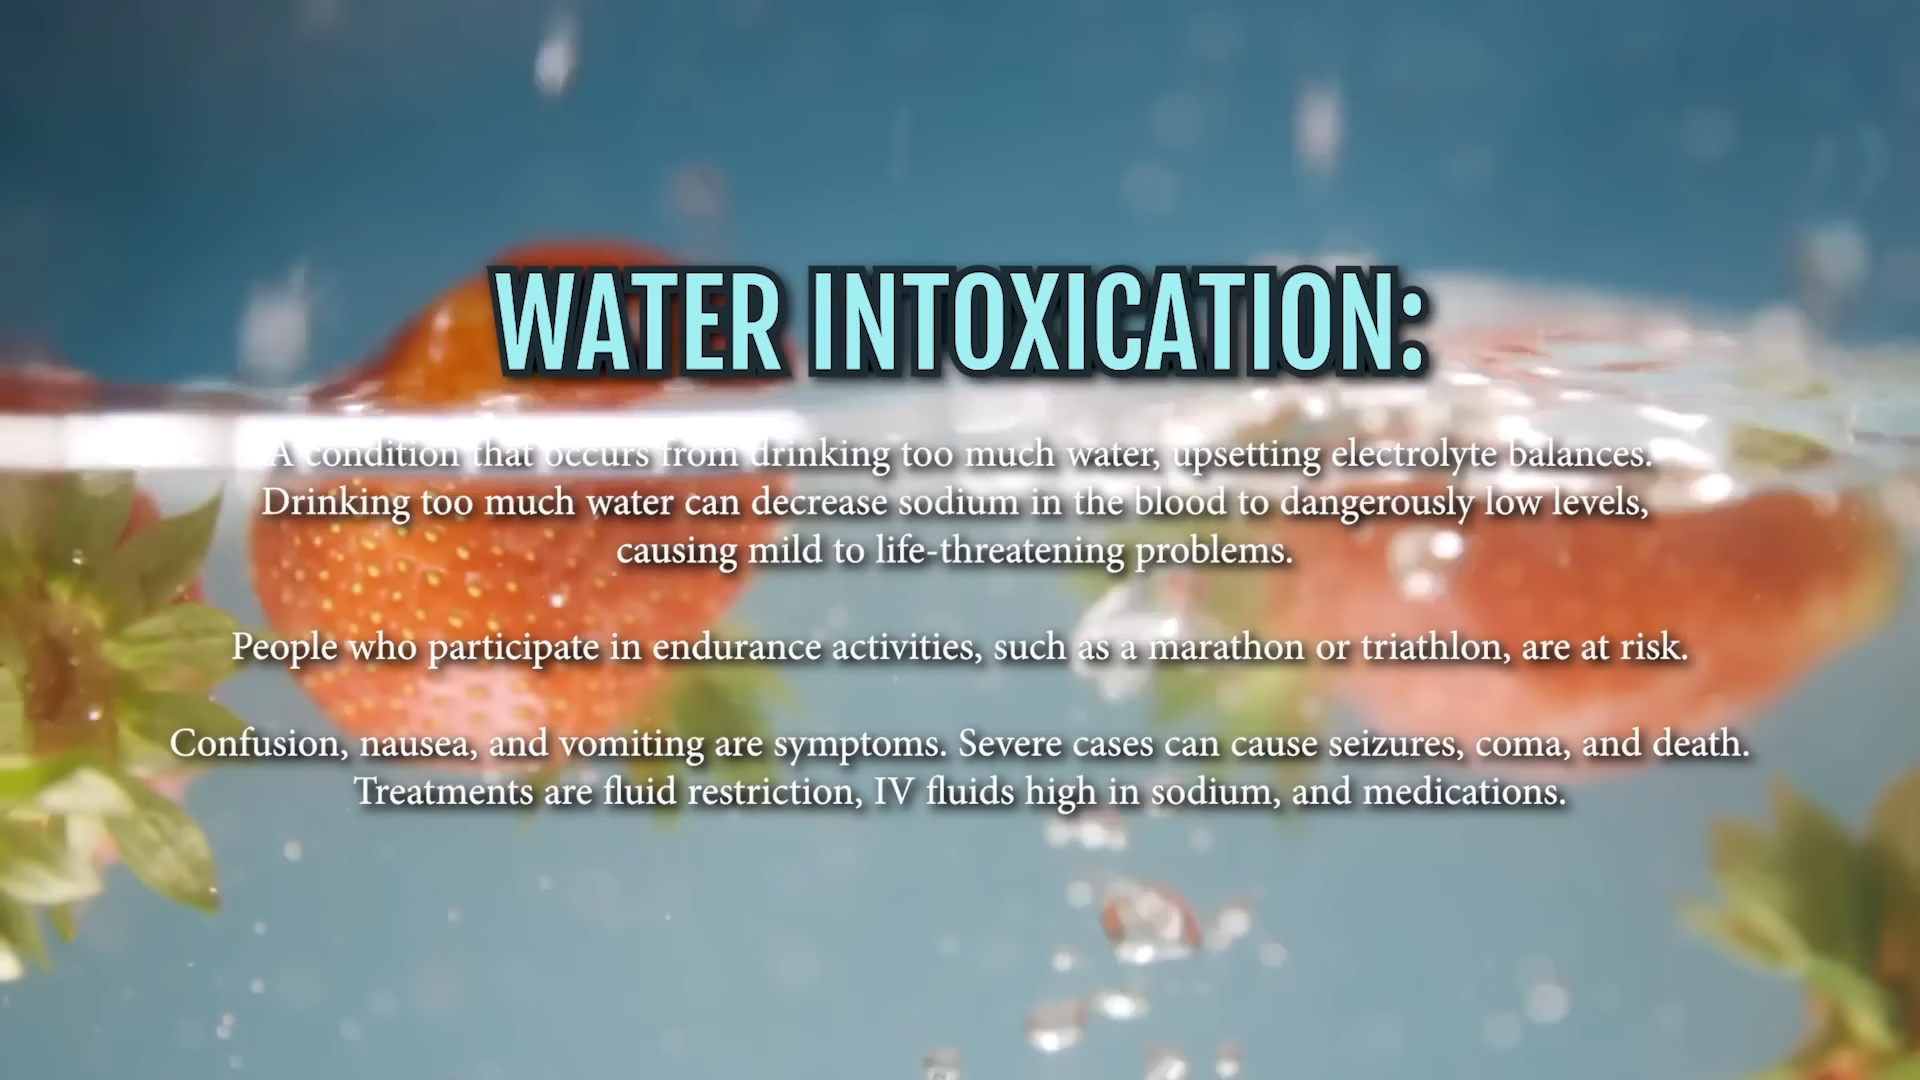 WATER INTOXICATION:
A condition that occurs from drinking too much water, upsetting electrolyte balances.
Drinking too much water can decrease sodium in the blood to dangerously low levels,
causing mild to life-threatening problems.
People who participate in endurance activities, such as a marathon or triathlon, are at risk.
Confusion, nausea, and vomiting are symptoms. Severe cases can cause seizures, coma, and death.
Treatments are fluid restriction, IV fluids high in sodium, and medications.